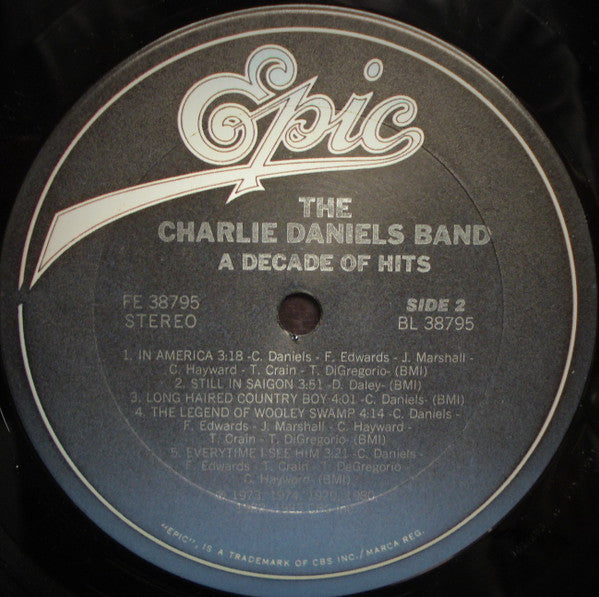 Epic
THE
CHARLIE DANIELS BAND
A DECADE OF HITS
FE 38795
STEREO
SIDE 2
BL 38795
1. IN AMERICA 3:18 -C. Daniels - F. Edwards - J. Marshall -
C. Hayward - T. Crain - T. DiGregorio- (BMI)
2. STILL IN SAIGON 3:51 -D. Daley- (BMI)
3. LONG HAIRED COUNTRY BOY 4:01 -C. Daniels- (BMI)
4. THE LEGEND OF WOOLEY SWAMP 4:14 -C. Daniels -
F. Edwards - J. Marshall - C. Hayward -
T. Crain - T. DiGregorio- (BMI)
5. EVERYTIME I SEE HIM 3:21 -C. Daniels -
F. Edwards - T. Crain - T. DeGregorio -
C. Hayward- (BMI)
1973, 1974,
"EPIC", IS A TRADEMARK OF CBS INC./MARCA REG.